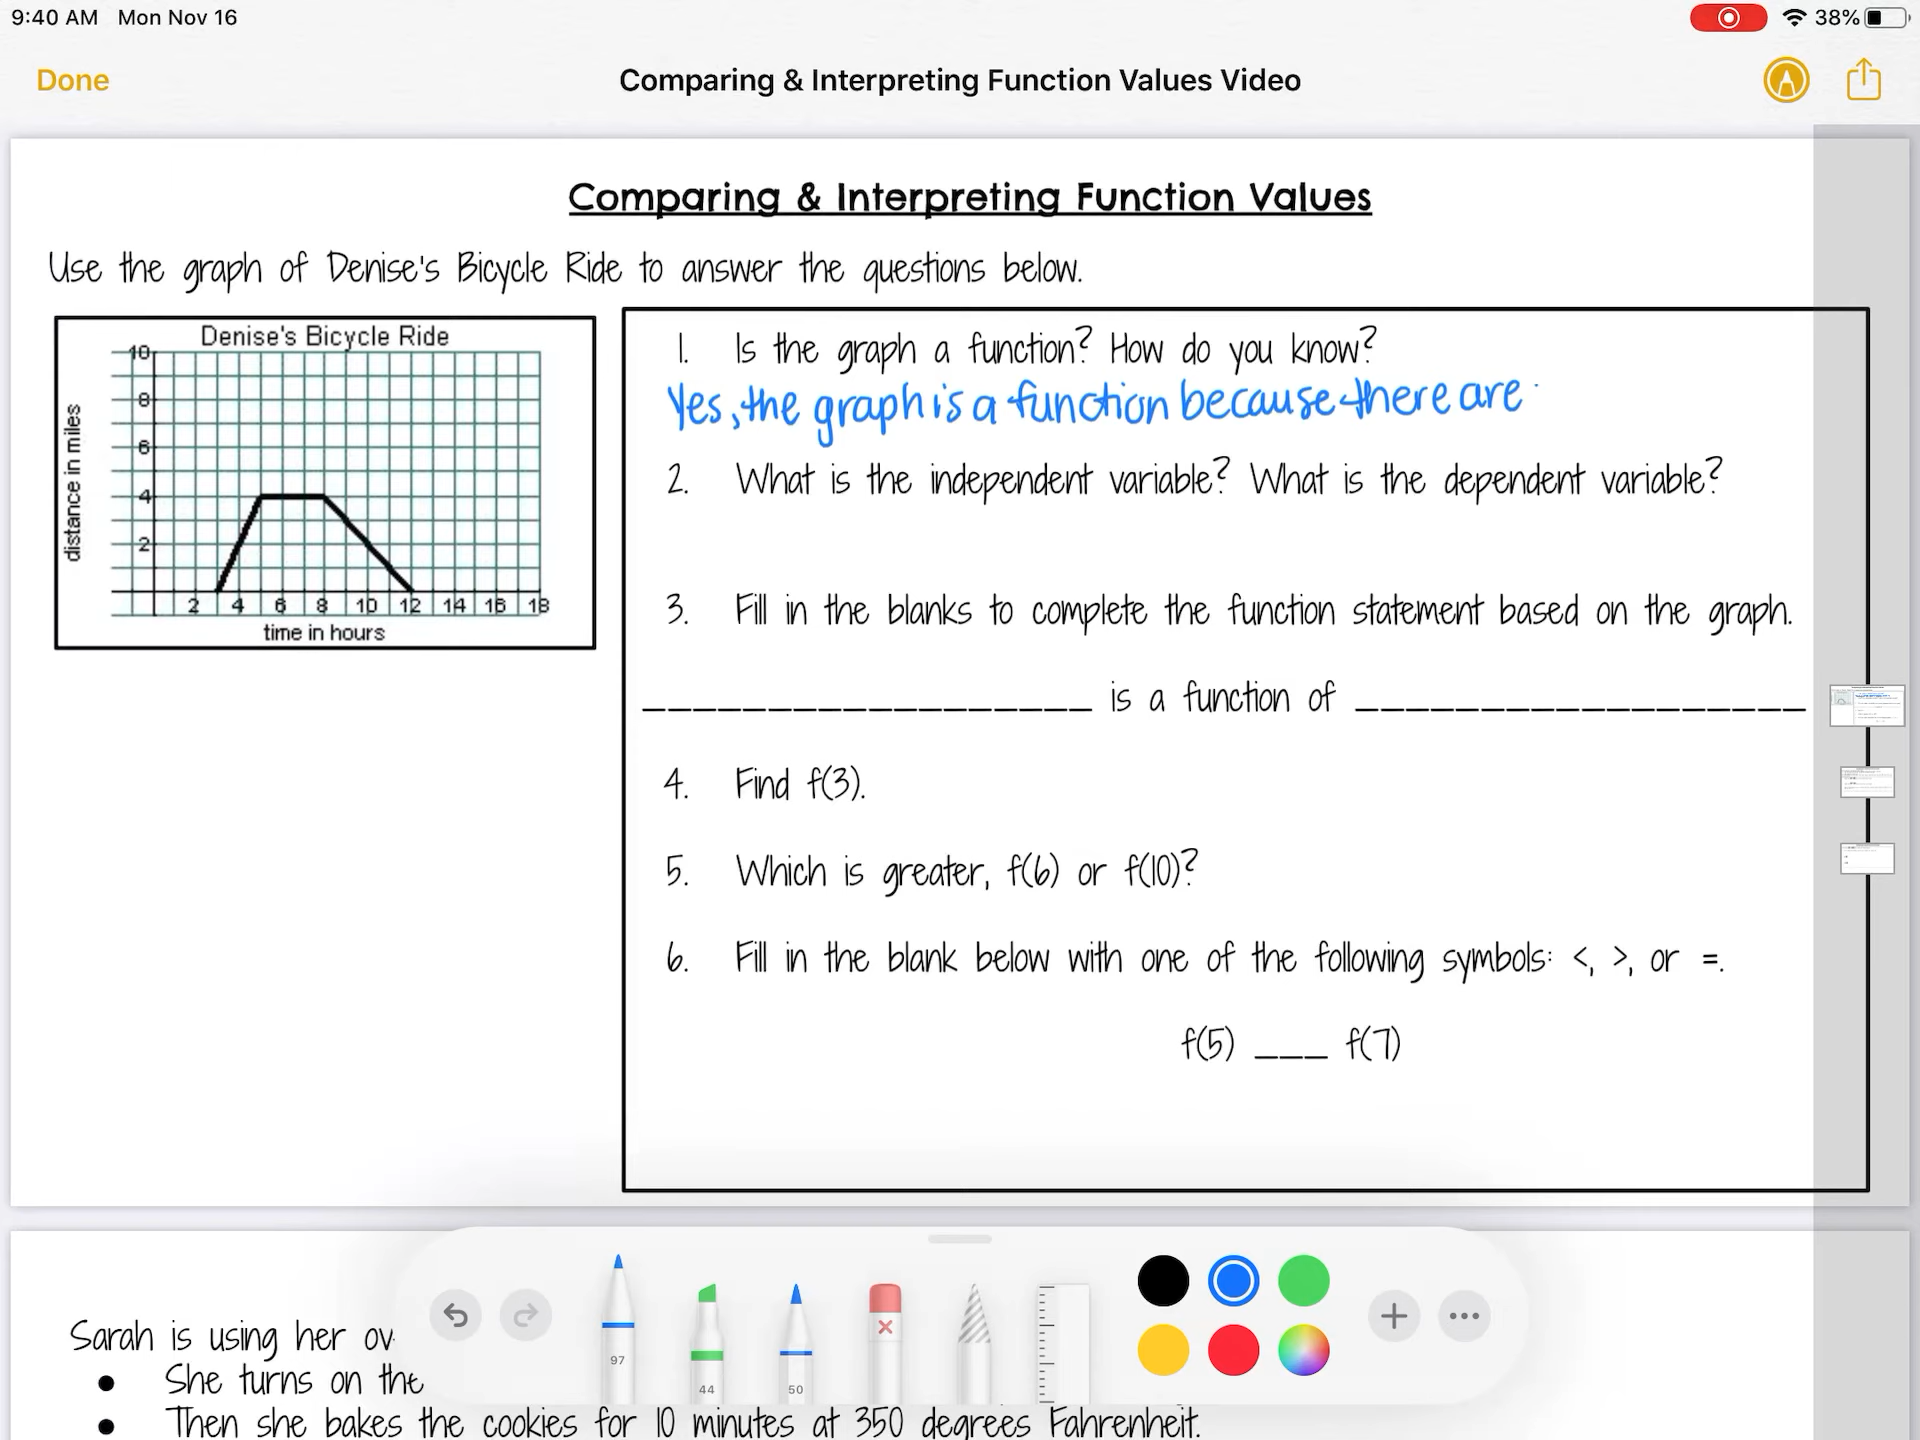 9:40 AM Mon Nov 16
38%
Done
Comparing & Interpreting Function Values Video
Comparing & Interpreting Function Values
Use the graph of Denise's Bicycle Ride to answer the questions below.
Denise's Bicycle Ride
distance in miles
10
8
6
4
2
2 4 6 8 10 12 14 16 18
time in hours
1. Is the graph a function? How do you know?
Yes, the graph is a function because there are
2. What is the independent variable? What is the dependent variable?
3. Fill in the blanks to complete the function statement based on the graph.
__________________ is a function of __________________
4. Find f(3).
5. Which is greater, f(6) or f(10)?
6. Fill in the blank below with one of the following symbols: <, >, or =.
f(5) ___ f(7)
97
44
50
Sarah is using her ov
• She turns on the
• Then she bakes the cookies for 10 minutes at 350 degrees Fahrenheit.